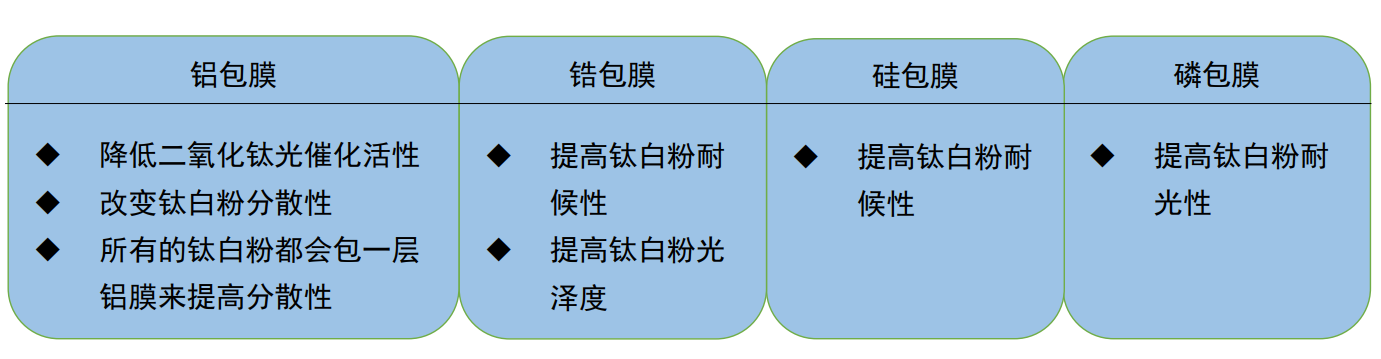 铝包膜
◆ 降低二氧化钛光催化活性
◆ 改变钛白粉分散性
◆ 所有的钛白粉都会包一层
铝膜来提高分散性
锆包膜
◆ 提高钛白粉耐
候性
◆ 提高钛白粉光
泽度
硅包膜
◆ 提高钛白粉耐
候性
磷包膜
◆ 提高钛白粉耐
光性